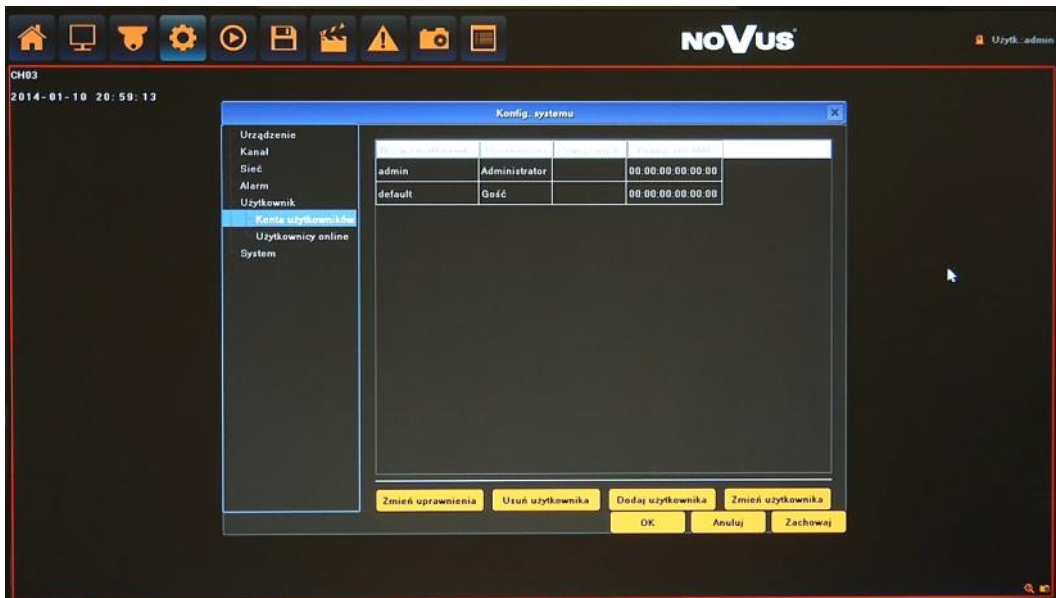 NOVUS
Użytk.:admin
CH03
2014-01-10 20:59:13
Konfig. systemu
Urządzenie
Kanał
Sieć
Alarm
Użytkownik
Konta użytkowników
Użytkownicy online
System
admin Administrator 00:00:00:00:00:00
default Gość 00:00:00:00:00:00
Zmień uprawnienia Usuń użytkownika Dodaj użytkownika Zmień użytkownika
OK Anuluj Zachowaj